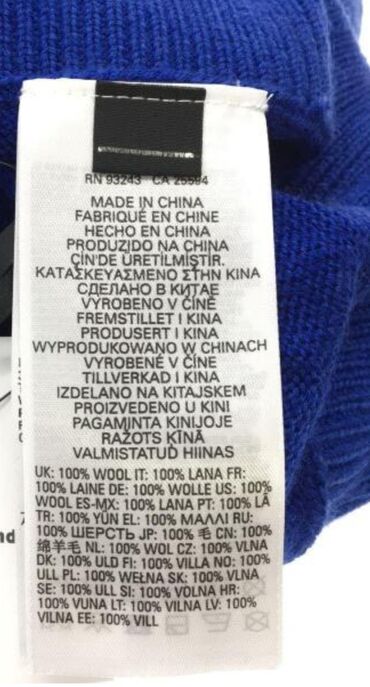 RN 93243 CA 25594
MADE IN CHINA
FABRIQUÉ EN CHINE
HECHO EN CHINA
PRODUZIDO NA CHINA
ÇİN'DE ÜRETİLMİŞTİR.
ΚΑΤΑΣΚΕΥΑΣΜΕΝΟ ΣΤΗΝ ΚΙΝΑ
СДЕЛАНО В КИТАЕ
VYROBENO V ČÍNĚ
FREMSTILLET I KINA
PRODUSERT I KINA
WYPRODUKOWANO W CHINACH
VYROBENÉ V ČÍNE
TILLVERKAD I KINA
IZDELANO NA KITAJSKEM
PROIZVEDENO U KINI
PAGAMINTA KINIJOJE
RAŽOTS ĶĪNĀ
VALMISTATUD HIINAS
UK: 100% WOOL IT: 100% LANA FR:
100% LAINE DE: 100% WOLLE US: 100%
WOOL ES-MX: 100% LANA PT: 100% LÃ
TR: 100% YÜN EL: 100% ΜΑΛΛΙ RU:
100% ШЕРСТЬ JP: 100% 毛 CN: 100%
绵羊毛 NL: 100% WOL CZ: 100% VLNA
DK: 100% ULD FI: 100% VILLA NO: 100%
ULL PL: 100% WEŁNA SK: 100% VLNA
SE: 100% ULL SI: 100% VOLNA HR:
100% VUNA LT: 100% VILNA LV: 100%
VILNA EE: 100% VILL
nd